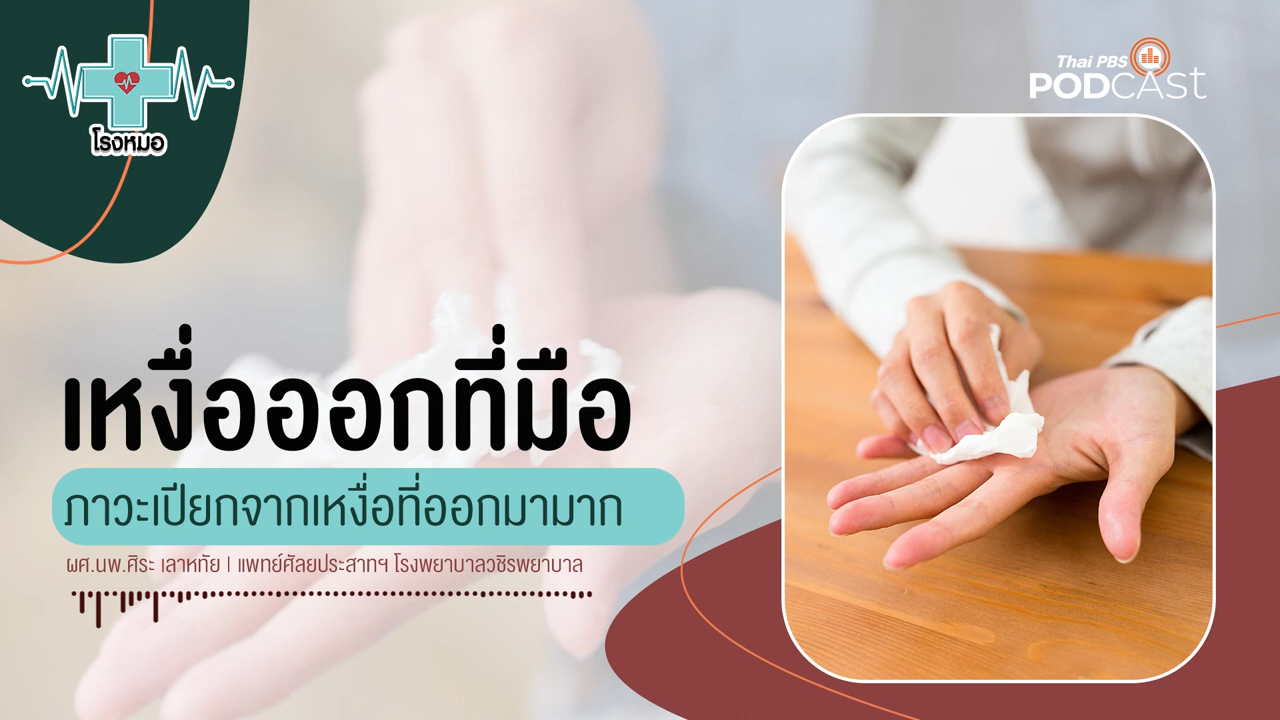 โรงหมอ
Thai PBS
PODCAst
เหงื่อออกที่มือ
ภาวะเปียกจากเหงื่อที่ออกมามาก
ผศ.นพ.ศิระ เลาหทัย | แพทย์ศัลยประสาทฯ โรงพยาบาลวชิรพยาบาล